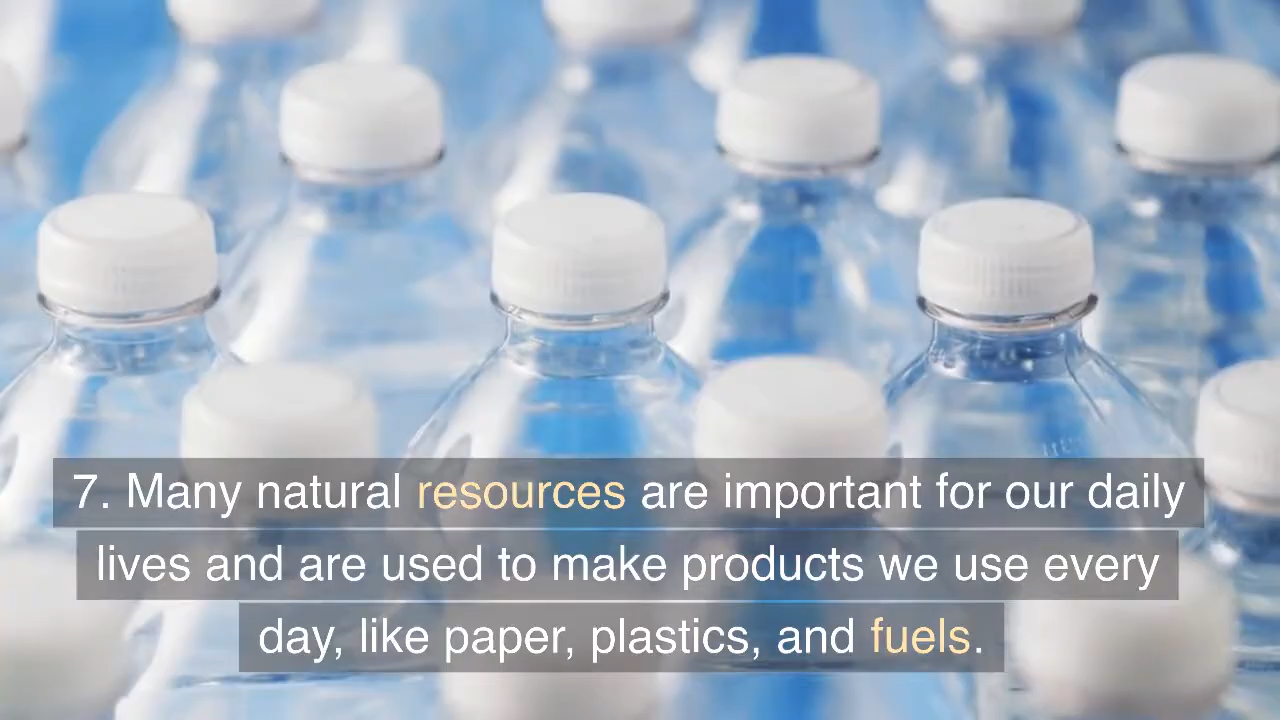 7. Many natural resources are important for our daily
lives and are used to make products we use every
day, like paper, plastics, and fuels.